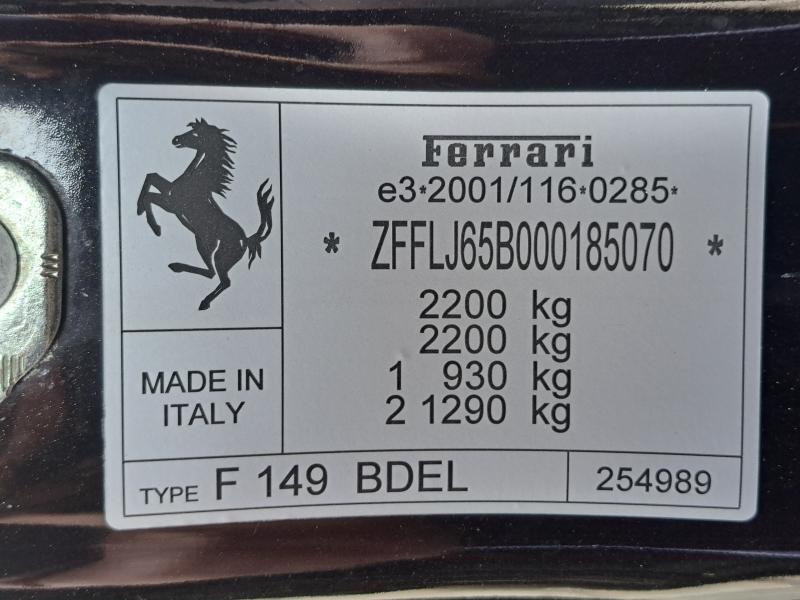 Ferrari
e3*2001/116*0285*
* ZFFLJ65B000185070 *
2200 kg
2200 kg
1 930 kg
2 1290 kg
MADE IN
ITALY
TYPE F 149 BDEL
254989